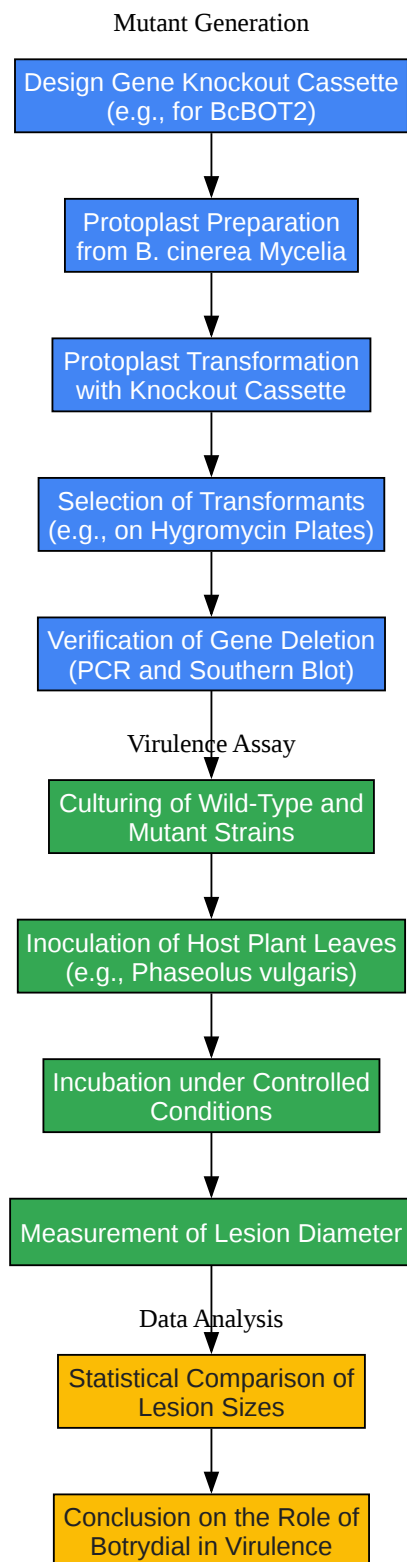 Mutant Generation
Design Gene Knockout Cassette
(e.g., for BcBOT2)
Protoplast Preparation
from B. cinerea Mycelia
Protoplast Transformation
with Knockout Cassette
Selection of Transformants
(e.g., on Hygromycin Plates)
Verification of Gene Deletion
(PCR and Southern Blot)
Virulence Assay
Culturing of Wild-Type and
Mutant Strains
Inoculation of Host Plant Leaves
(e.g., Phaseolus vulgaris)
Incubation under Controlled
Conditions
Measurement of Lesion Diameter
Data Analysis
Statistical Comparison of
Lesion Sizes
Conclusion on the Role of
Botrydial in Virulence